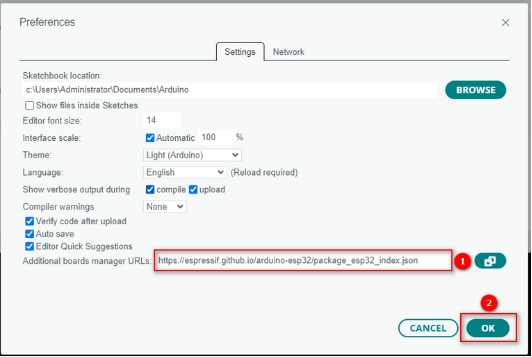 Preferences
Settings Network
Sketchbook location:
c:\Users\Administrator\Documents\Arduino BROWSE
Show files inside Sketches
Editor font size: 14
Interface scale: Automatic 100 %
Theme: Light (Arduino)
Language: English (Reload required)
Show verbose output during compile upload
Compiler warnings None
Verify code after upload
Auto save
Editor Quick Suggestions
Additional boards manager URLs: https://espressif.github.io/arduino-esp32/package_esp32_index.json 1
2
CANCEL OK